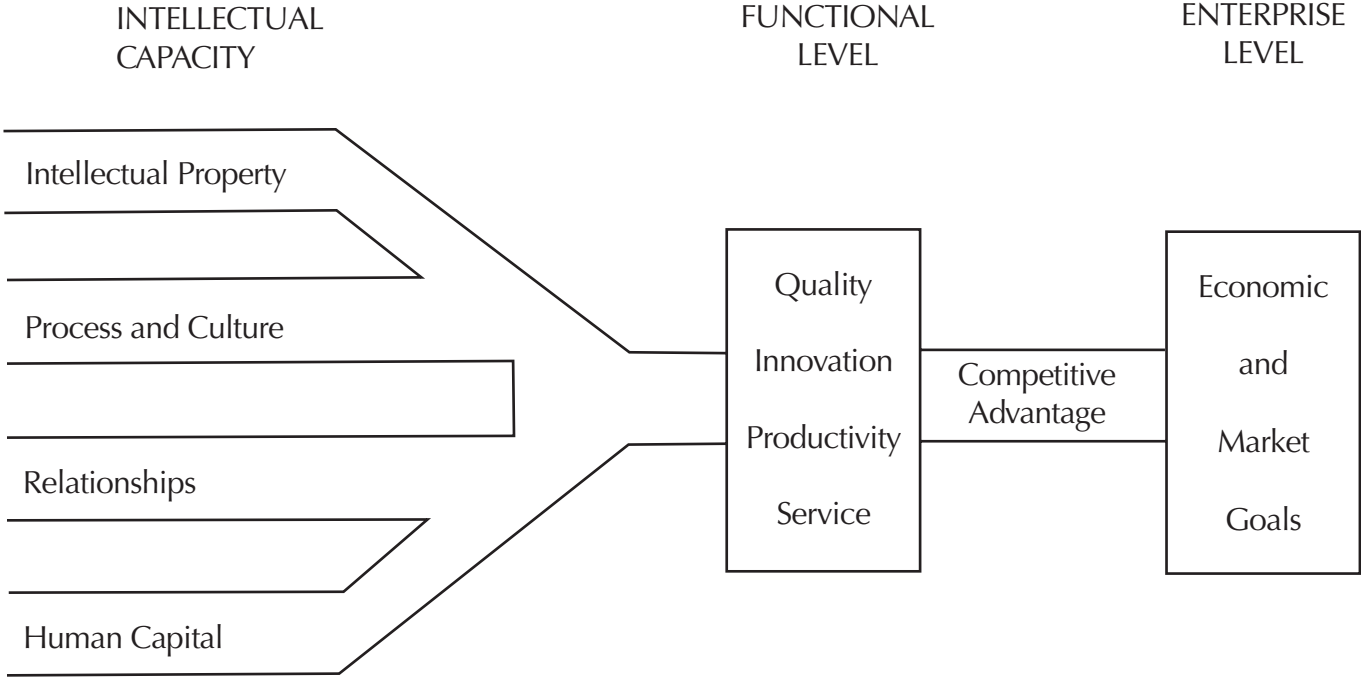 INTELLECTUAL
CAPACITY
FUNCTIONAL
LEVEL
ENTERPRISE
LEVEL
Intellectual Property
Process and Culture
Relationships
Human Capital
Quality
Innovation
Productivity
Service
Competitive
Advantage
Economic
and
Market
Goals